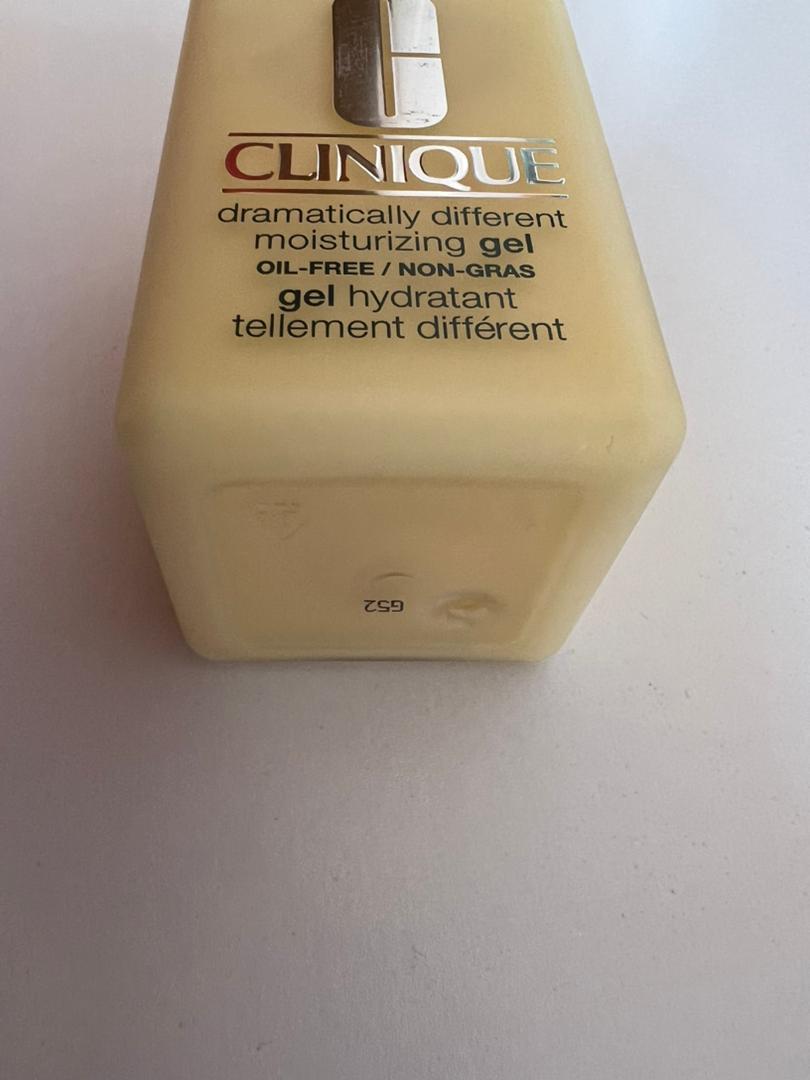 CLINIQUE
dramatically different
moisturizing gel
OIL-FREE / NON-GRAS
gel hydratant
tellement différent
G52